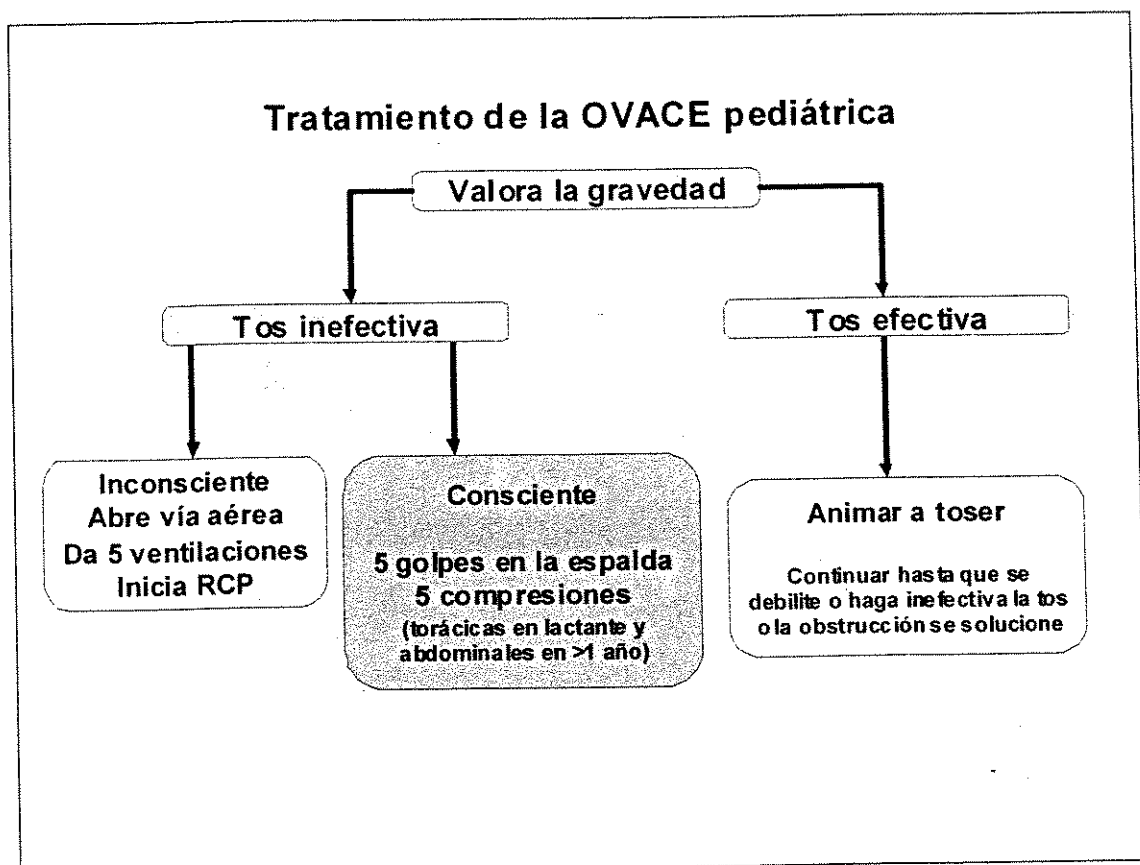 Tratamiento de la OVACE pediátrica
Valora la gravedad
Tos inefectiva
Tos efectiva
Inconsciente
Abre vía aérea
Da 5 ventilaciones
Inicia RCP
Consciente
5 golpes en la espalda
5 compresiones
(torácicas en lactante y
abdominales en >1 año)
Animar a toser
Continuar hasta que se
debilite o haga inefectiva la tos
o la obstrucción se solucione